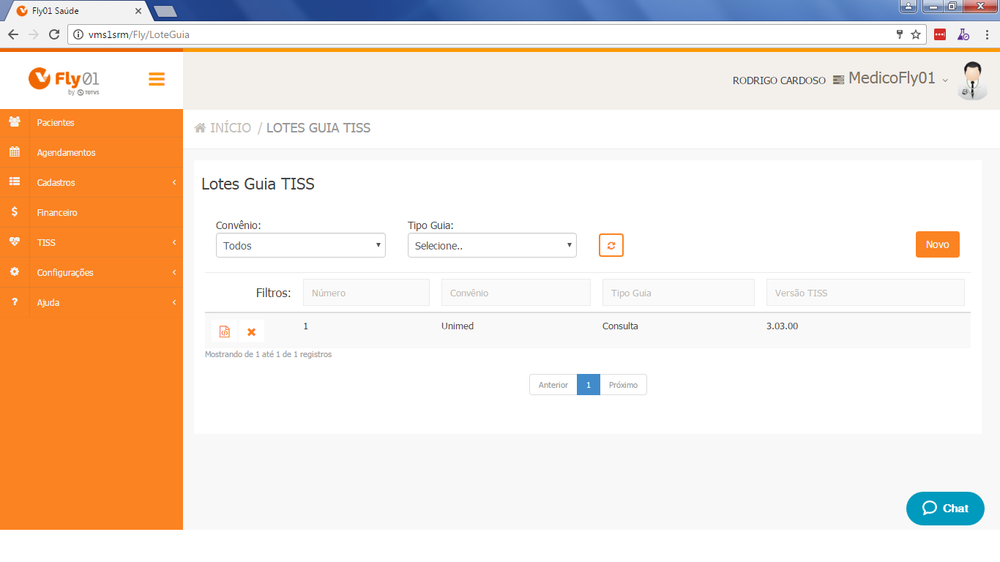 Fly01 Saúde
vms1srm/Fly/LoteGuia
Fly01
by TOTVS
RODRIGO CARDOSO MedicoFly01
Pacientes
Agendamentos
Cadastros
Financeiro
TISS
Configurações
Ajuda
INÍCIO / LOTES GUIA TISS
Lotes Guia TISS
Convênio: Tipo Guia:
Todos Selecione.. Novo
Filtros: Número Convênio Tipo Guia Versão TISS
1 Unimed Consulta 3.03.00
Mostrando de 1 até 1 de 1 registros
Anterior 1 Próximo
Chat